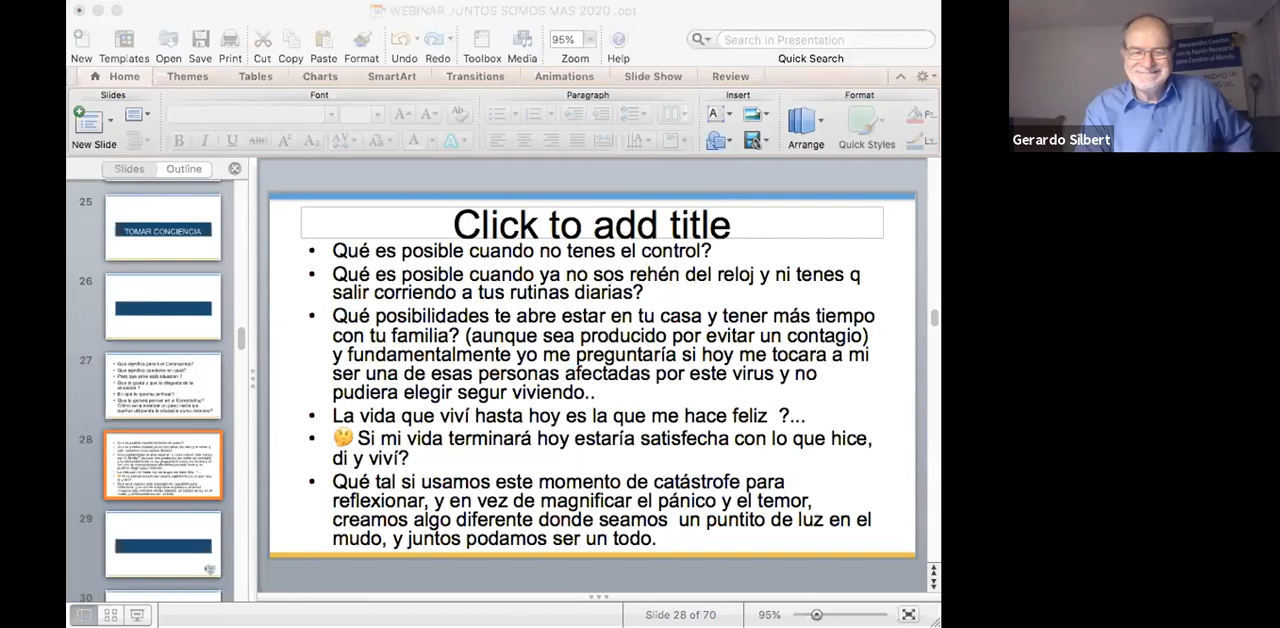 WEBINAR JUNTOS SOMOS MAS 2020 .ppt
New Templates Open Save Print Cut Copy Paste Format Undo Redo Toolbox Media Zoom Help
95%
Search in Presentation
Quick Search
Home Themes Tables Charts SmartArt Transitions Animations Slide Show Review
Slides Font Paragraph Insert Format
New Slide Arrange Quick Styles
Slides Outline
25
TOMAR CONCIENCIA
26
27
28
29
30
Click to add title
• Qué es posible cuando no tenes el control?
• Qué es posible cuando ya no sos rehén del reloj y ni tenes q
salir corriendo a tus rutinas diarias?
• Qué posibilidades te abre estar en tu casa y tener más tiempo
con tu familia? (aunque sea producido por evitar un contagio)
y fundamentalmente yo me preguntaría si hoy me tocara a mi
ser una de esas personas afectadas por este virus y no
pudiera elegir segur viviendo..
• La vida que viví hasta hoy es la que me hace feliz ?...
• 🤔 Si mi vida terminará hoy estaría satisfecha con lo que hice,
di y viví?
• Qué tal si usamos este momento de catástrofe para
reflexionar, y en vez de magnificar el pánico y el temor,
creamos algo diferente donde seamos un puntito de luz en el
mudo, y juntos podamos ser un todo.
Slide 28 of 70
95%
Gerardo Silbert